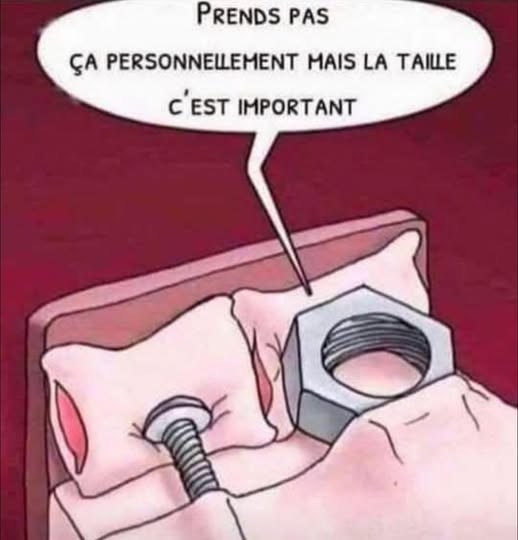 PRENDS PAS
ÇA PERSONNELLEMENT MAIS LA TAILLE
C'EST IMPORTANT